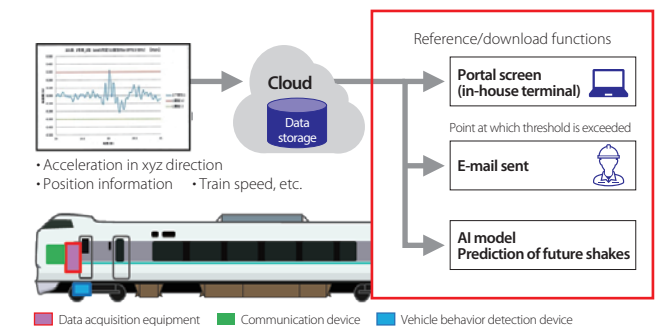 Reference/download functions
Cloud
Data
storage
Portal screen
(in-house terminal)
Point at which threshold is exceeded
E-mail sent
AI model
Prediction of future shakes
・Acceleration in xyz direction
・Position information ・Train speed, etc.
Data acquisition equipment
Communication device
Vehicle behavior detection device